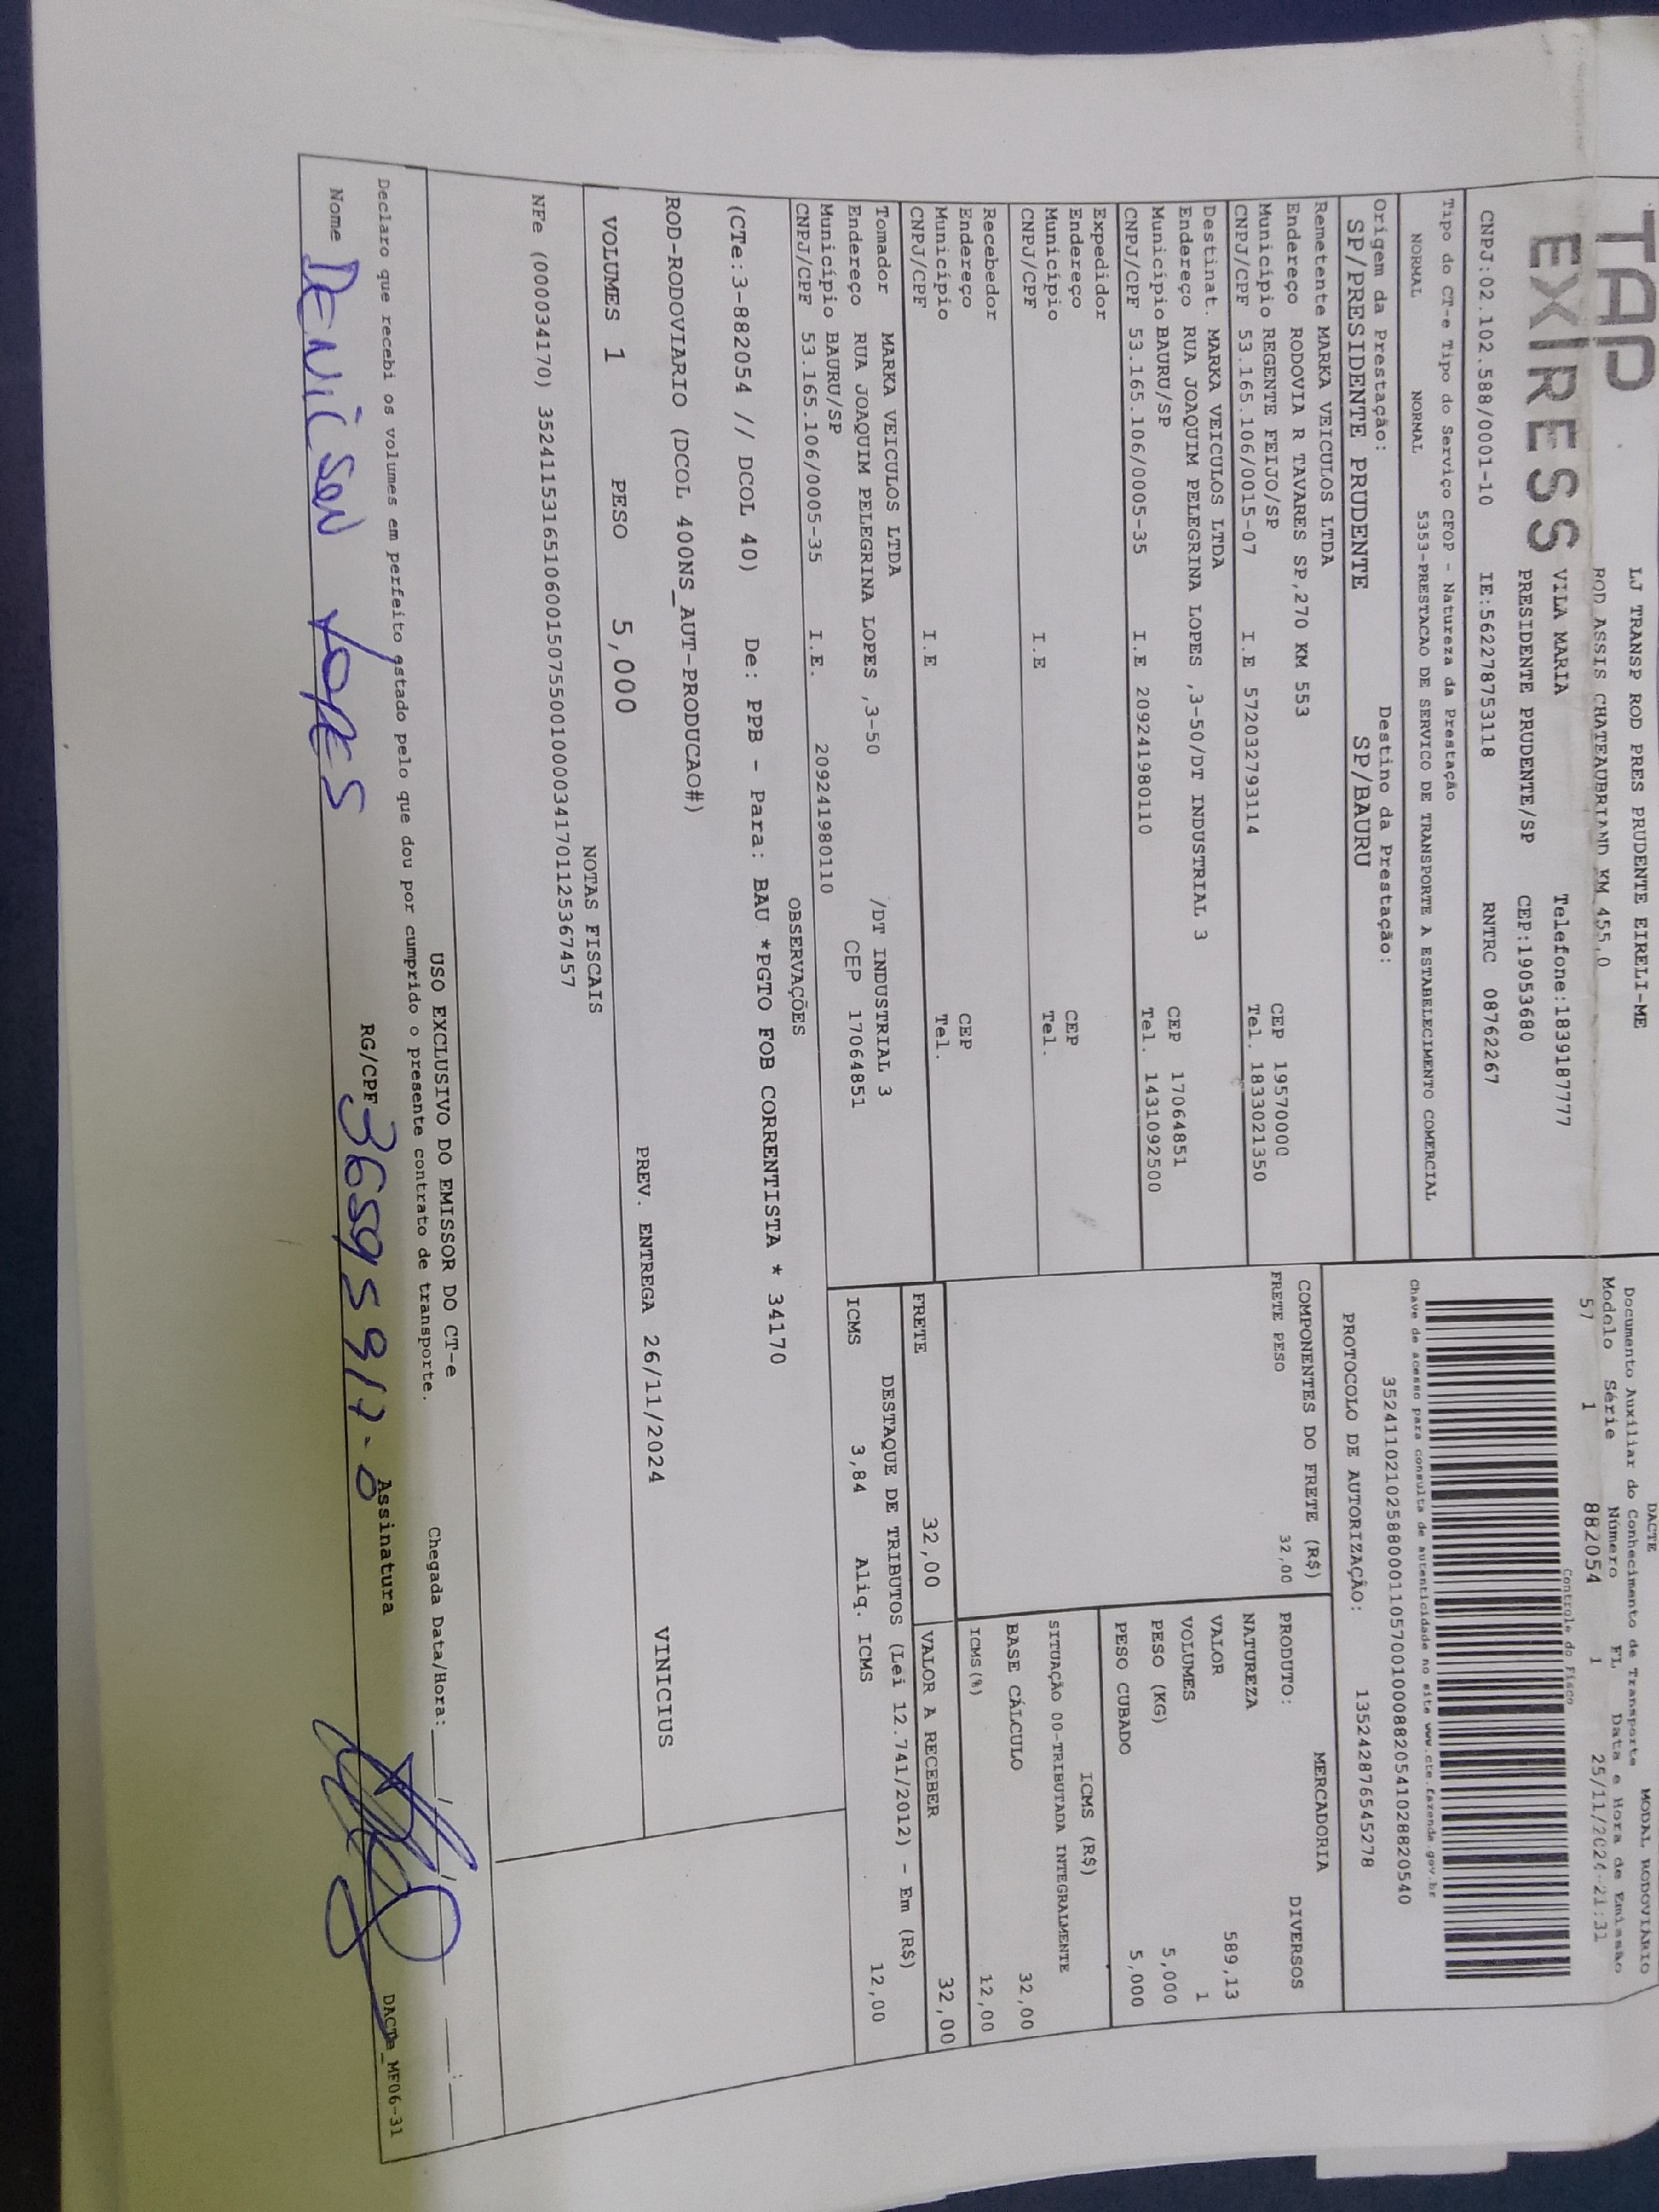 TAP
EXPRESS
LJ TRANSP ROD PRES PRUDENTE EIRELI-ME
ROD ASSIS CHATEAUBRIAND KM 455,0
VILA MARIA Telefone:1839187777
PRESIDENTE PRUDENTE/SP CEP:19053680
CNPJ:02.102.588/0001-10 IE:562278753118 RNTRC 08762267
DACTE MODAL RODOVIÁRIO
Documento Auxiliar do Conhecimento de Transporte
Modelo Série Número FL Data e Hora de Emissão
57 1 882054 1 25/11/2024-21:31
Controle do Fisco
Chave de acesso para consulta de autenticidade no site www.cte.fazenda.gov.br
35241102102588000110570010008820541028820540
PROTOCOLO DE AUTORIZAÇÃO: 135242876545278
Tipo do CT-e Tipo do Serviço CFOP - Natureza da Prestação
NORMAL NORMAL 5353-PRESTACAO DE SERVICO DE TRANSPORTE A ESTABELECIMENTO COMERCIAL
Origem da Prestação: Destino da Prestação:
SP/PRESIDENTE PRUDENTE SP/BAURU
Remetente MARKA VEICULOS LTDA
Endereço RODOVIA R TAVARES SP,270 KM 553 CEP 19570000
Município REGENTE FEIJO/SP Tel. 1833021350
CNPJ/CPF 53.165.106/0015-07 I.E 572032793114
Destinat. MARKA VEICULOS LTDA
Endereço RUA JOAQUIM PELEGRINA LOPES ,3-50/DT INDUSTRIAL 3
Município BAURU/SP CEP 17064851
CNPJ/CPF 53.165.106/0005-35 I.E 209241980110 Tel. 1431092500
Expedidor
Endereço CEP
Município Tel.
CNPJ/CPF I.E
Recebedor
Endereço CEP
Município Tel.
CNPJ/CPF I.E
Tomador MARKA VEICULOS LTDA
Endereço RUA JOAQUIM PELEGRINA LOPES ,3-50 /DT INDUSTRIAL 3
Município BAURU/SP CEP 17064851
CNPJ/CPF 53.165.106/0005-35 I.E. 209241980110
COMPONENTES DO FRETE (R$)
FRETE PESO 32,00
MERCADORIA
PRODUTO: DIVERSOS
NATUREZA
VALOR 589,13
VOLUMES 1
PESO (KG) 5,000
PESO CUBADO 5,000
ICMS (R$)
SITUAÇÃO 00-TRIBUTADA INTEGRALMENTE
BASE CÁLCULO 32,00
ICMS(%) 12,00
FRETE 32,00 VALOR A RECEBER 32,00
DESTAQUE DE TRIBUTOS (Lei 12.741/2012) - Em (R$)
ICMS 3,84 Aliq. ICMS 12,00
OBSERVAÇÕES
(CTe:3-882054 // DCOL 40) De: PPB - Para: BAU *PGTO FOB CORRENTISTA * 34170
ROD-RODOVIARIO (DCOL 400NS_AUT-PRODUCAO#)
VOLUMES 1 PESO 5,000 PREV. ENTREGA 26/11/2024 VINICIUS
NOTAS FISCAIS
NFe (000034170) 35241153165106001507550010000341701125367457
USO EXCLUSIVO DO EMISSOR DO CT-e
Declaro que recebi os volumes em perfeito estado pelo que dou por cumprido o presente contrato de transporte. Chegada Data/Hora: ____/____/____ ____:____
Nome DENILSON LOPES RG/CPF 36595917-0 Assinatura
DACTe_MF06-31